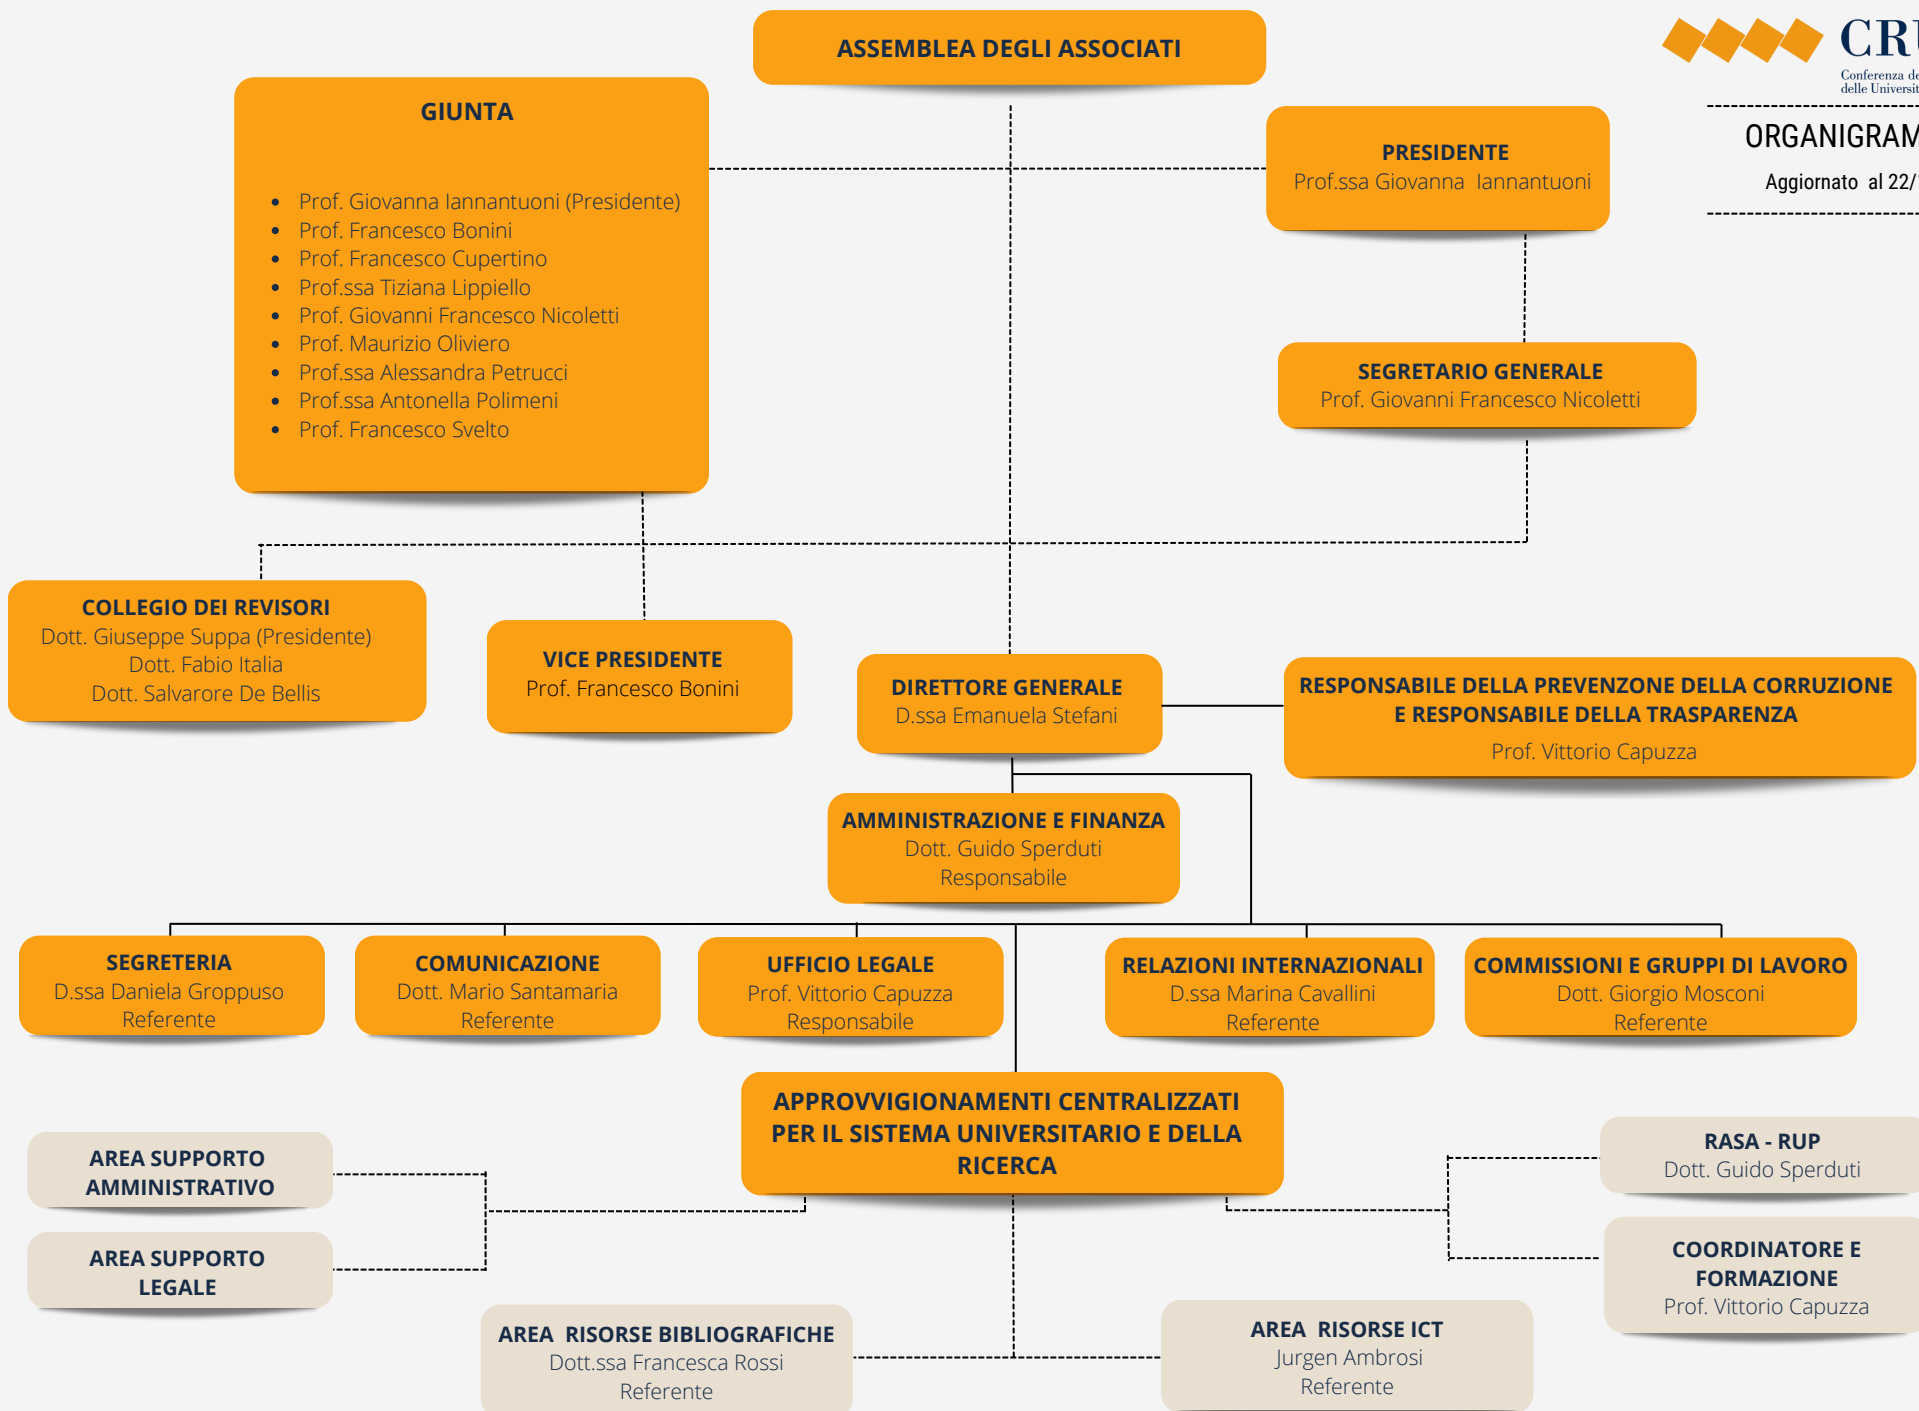 ASSEMBLEA DEGLI ASSOCIATI
Conferenza
delle
Aggiornato al
GIUNTA
• Prof. Giovanna Iannantuoni (Presidente)
• Prof. Francesco Bonini
• Prof. Francesco Cupertino
• Prof.ssa Tiziana Lippiello
• Prof. Giovanni Francesco Nicoletti
• Prof. Maurizio Oliviero
• Prof.ssa Alessandra Petrucci
• Prof.ssa Antonella Polimeni
• Prof. Francesco Svelto
PRESIDENTE
Prof.ssa Giovanna Iannantuoni
SEGRETARIO GENERALE
Prof. Giovanni Francesco Nicoletti
COLLEGIO DEI REVISORI
Dott. Giuseppe Suppa (Presidente)
Dott. Fabio Italia
Dott. Salvarore De Bellis
VICE PRESIDENTE
Prof. Francesco Bonini
DIRETTORE GENERALE
D.ssa Emanuela Stefani
RESPONSABILE DELLA PREVENZONE DELLA CORRUZIONE
E RESPONSABILE DELLA TRASPARENZA
Prof. Vittorio Capuzza
AMMINISTRAZIONE E FINANZA
Dott. Guido Sperduti
Responsabile
SEGRETERIA
D.ssa Daniela Groppuso
Referente
COMUNICAZIONE
Dott. Mario Santamaria
Referente
UFFICIO LEGALE
Prof. Vittorio Capuzza
Responsabile
RELAZIONI INTERNAZIONALI
D.ssa Marina Cavallini
Referente
COMMISSIONI E GRUPPI DI LAVORO
Dott. Giorgio Mosconi
Referente
APPROVVIGIONAMENTI CENTRALIZZATI
PER IL SISTEMA UNIVERSITARIO E DELLA
RICERCA
AREA SUPPORTO
AMMINISTRATIVO
AREA SUPPORTO
LEGALE
RASA - RUP
Dott. Guido Sperduti
COORDINATORE E
FORMAZIONE
Prof. Vittorio Capuzza
AREA RISORSE BIBLIOGRAFICHE
Dott.ssa Francesca Rossi
Referente
AREA RISORSE ICT
Jurgen Ambrosi
Referente